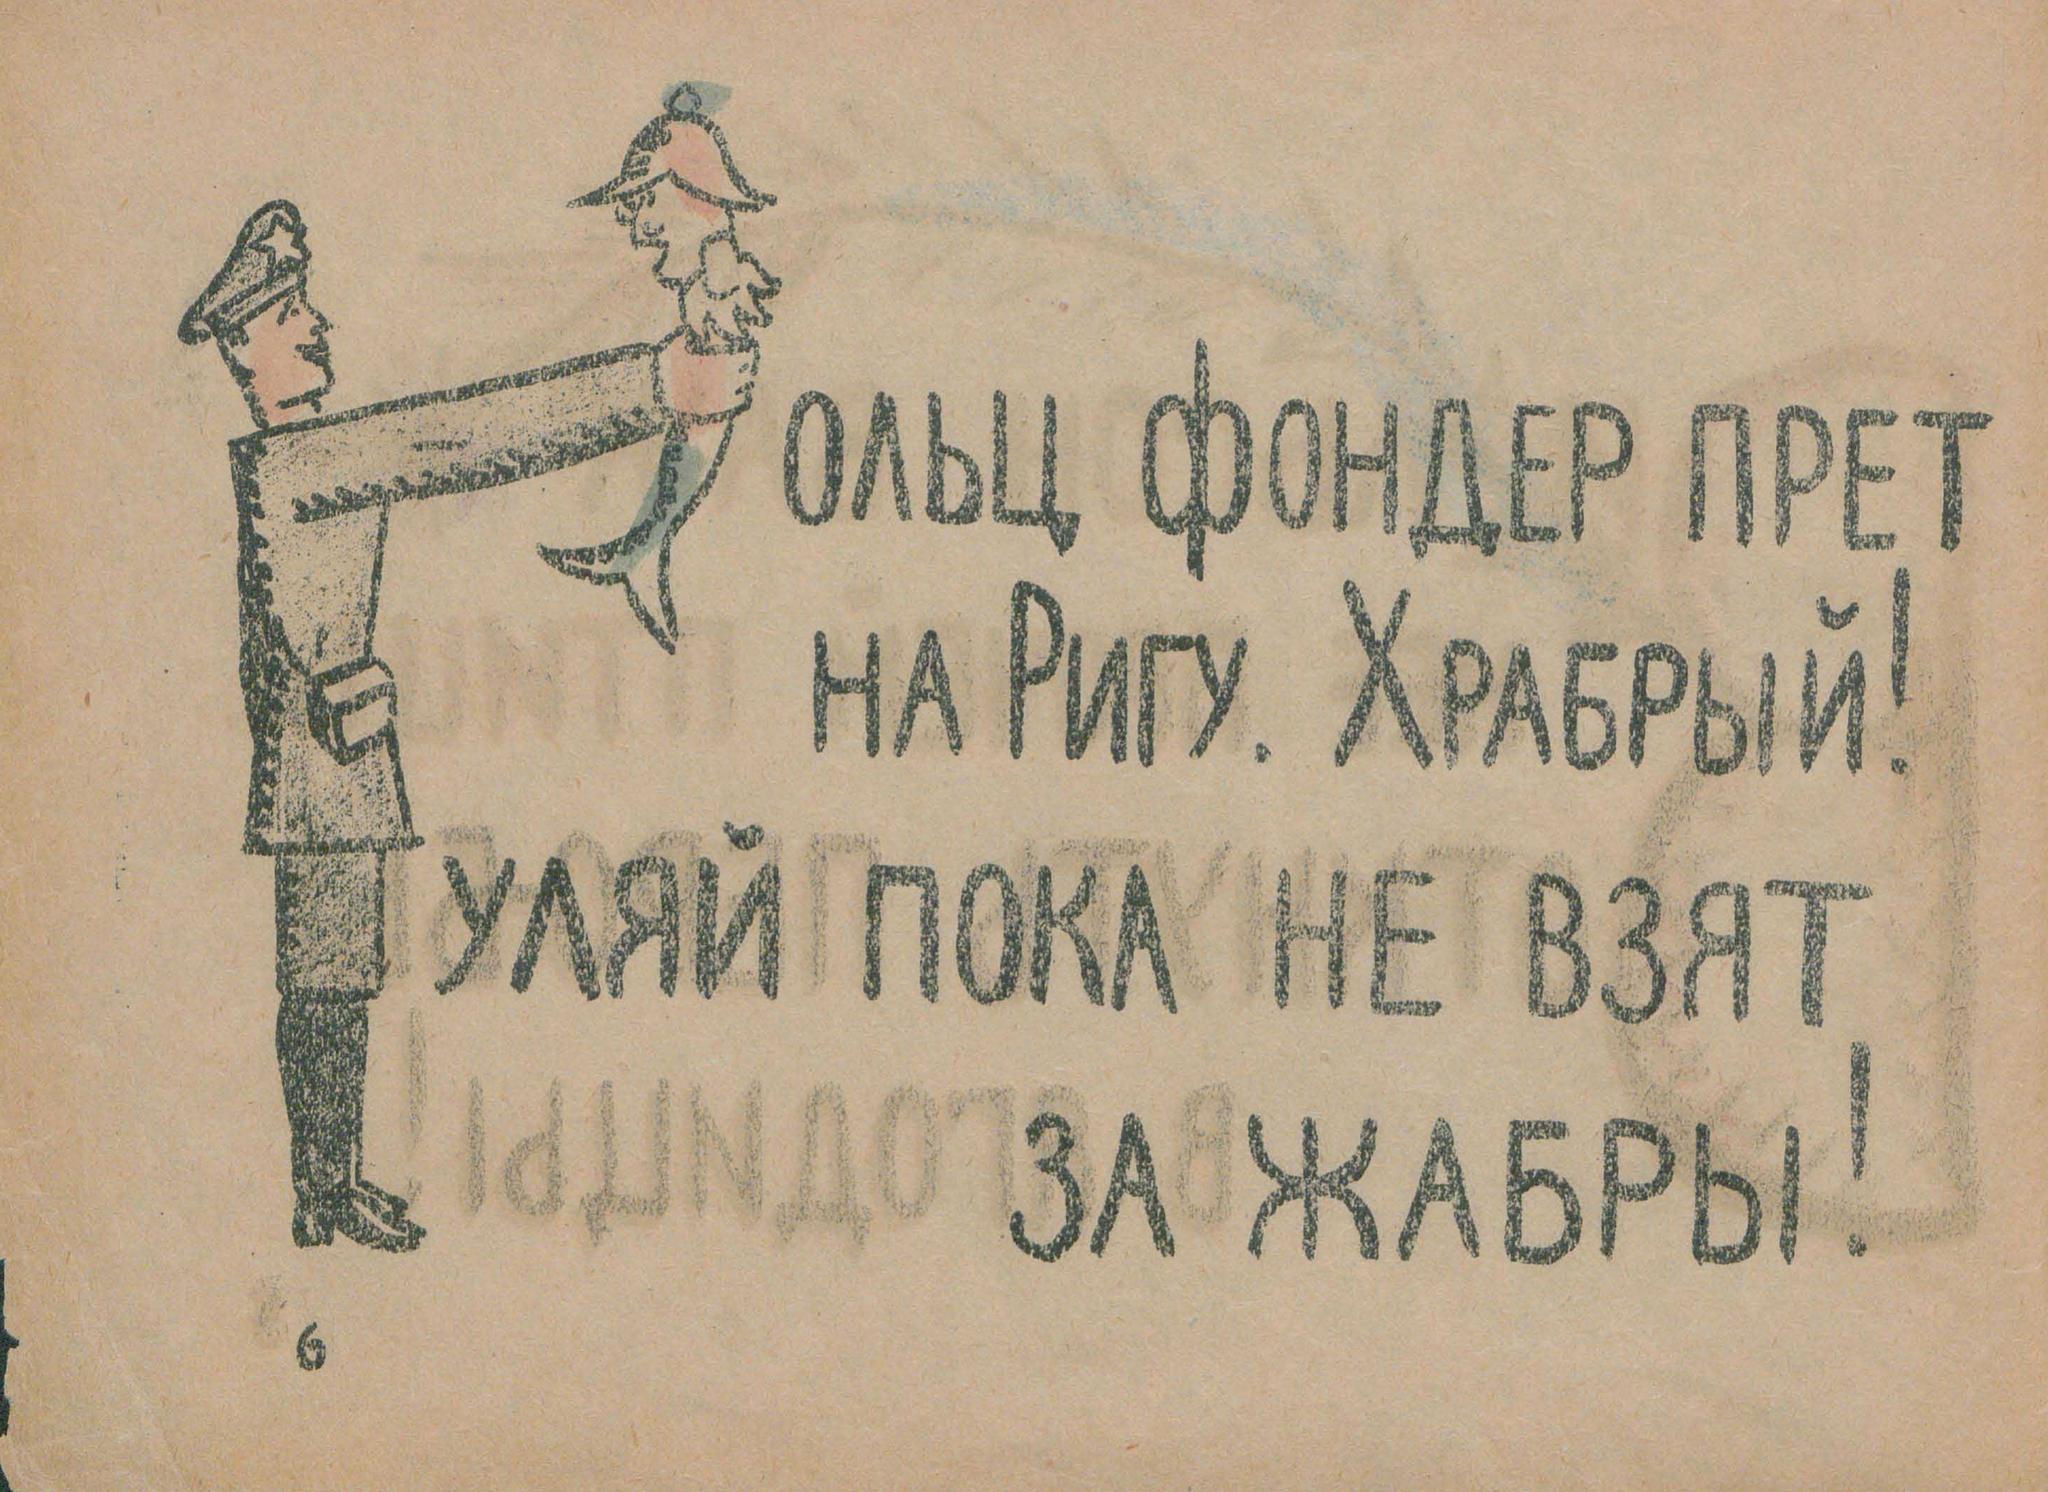 ОЛЬЦ ФОНДЕР ПРЕТ
НА РИГУ. ХРАБРЫЙ!
УЛЯЙ ПОКА НЕ ВЗЯТ
ЗА ЖАБРЫ!
6